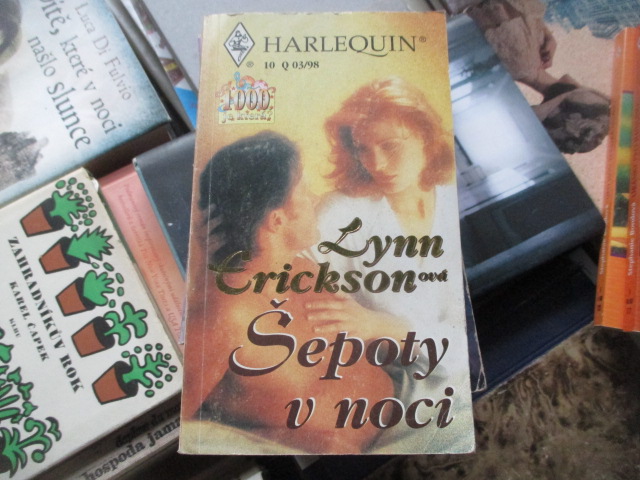 HARLEQUIN®
10 Q 03/98
1000
Lynn
Ericksonová
Šepoty
v noci
Luca Di Fulvio
které v noci
našlo slunce
ZAHRADNÍKŮV ROK
KAREL ČAPEK
hospoda jam